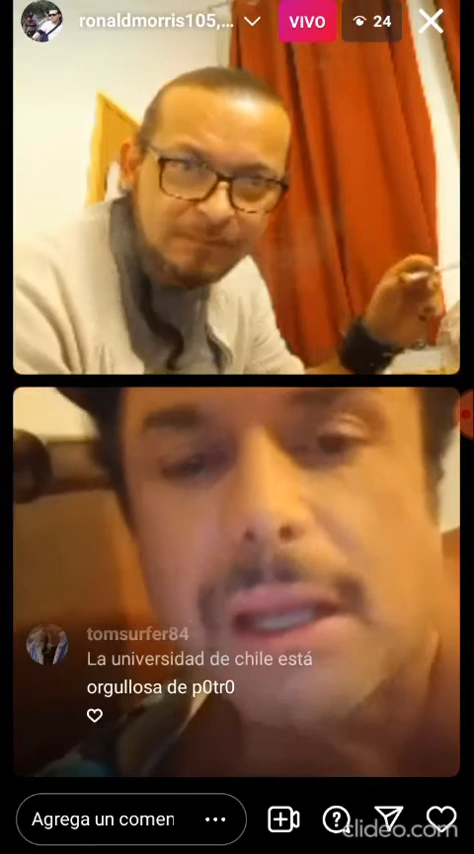 ronaldmorris105,...
VIVO
24
tomsurfer84
La universidad de chile está
orgullosa de p0tr0
Agrega un comen
clideo.com